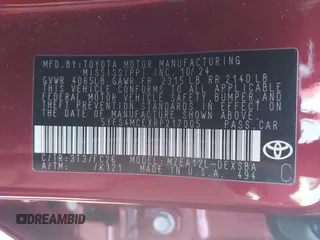 MFD.BY:TOYOTA MOTOR MANUFACTURING
MISSISSIPPI, INC. 10/24
GVWR 4065LB GAWR FR 2315LB RR 2140LB
THIS VEHICLE CONFORMS TO ALL APPLICABLE
FEDERAL MOTOR VEHICLE SAFETY, BUMPER, AND
THEFT PREVENTION STANDARDS IN EFFECT ON
THE DATE OF MANUFACTURE SHOWN ABOVE.
5YFS4MCEXRP217005 PASS.CAR
C/TR:3T3/FC26 MODEL:MZEA12L-DEXSBA
A/TM: /K121 MADE IN U.S.A.
494
TOYOTA
C